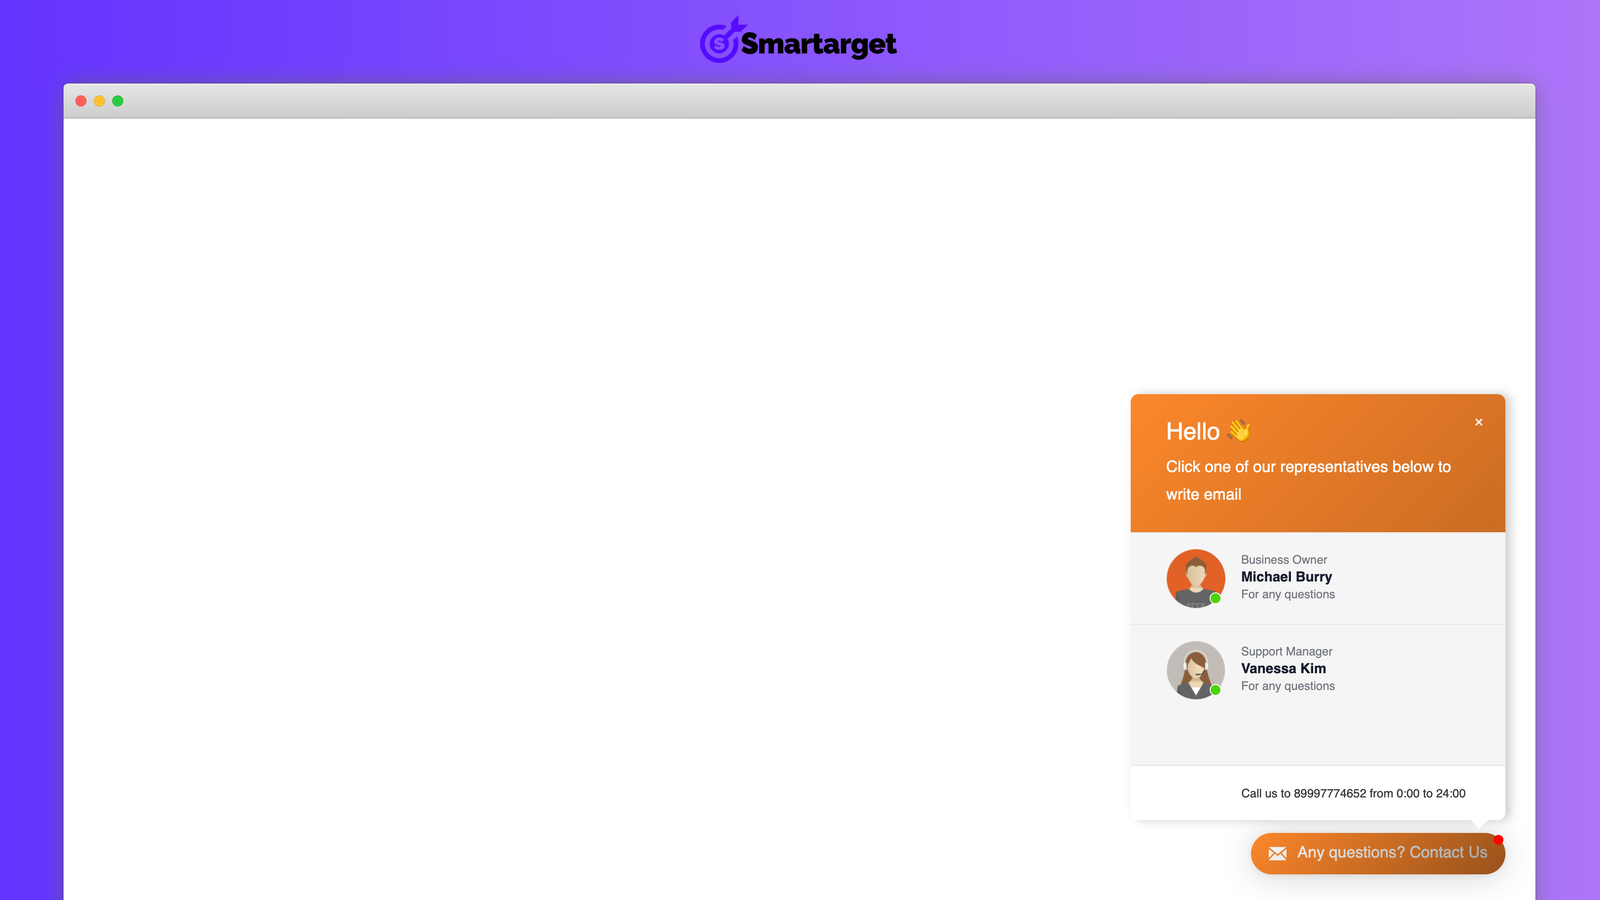 Smartarget
Hello 👋
Click one of our representatives below to
write email
Business Owner
Michael Burry
For any questions
Support Manager
Vanessa Kim
For any questions
Call us to 89997774652 from 0:00 to 24:00
Any questions? Contact Us